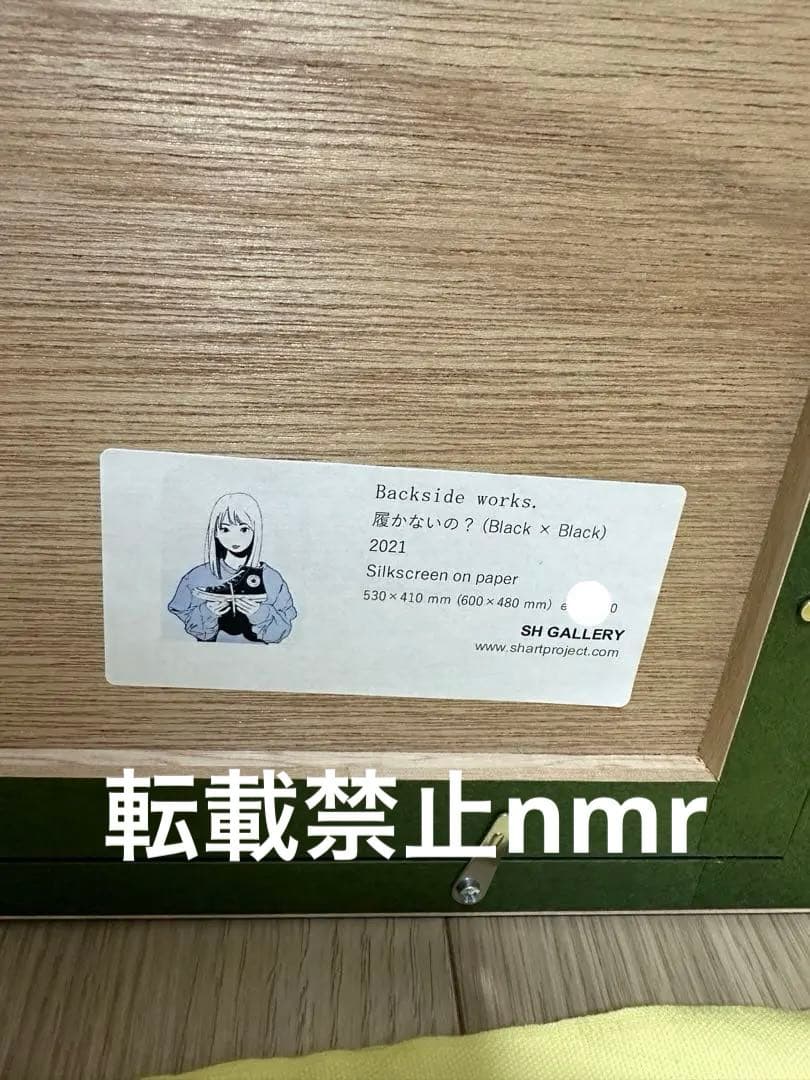 Backside works.
履かないの？(Black × Black)
2021
Silkscreen on paper
530×410 mm (600×480 mm)
SH GALLERY
www.shartproject.com
転載禁止nmr